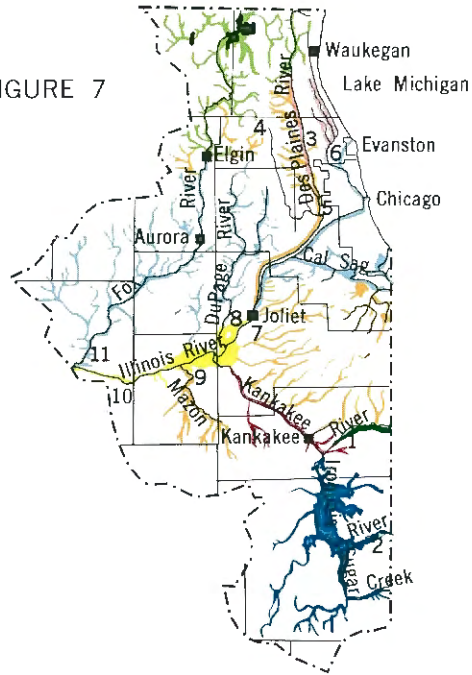 IGURE 7
Waukegan
Lake Michigan
River
4
3
Des Plaines
6
Evanston
Elgin
5
Chicago
River
River
Aurora
Cal Sag
Fox
DuPage
8
7
Joliet
11
Illinois River
10
9
Mazon
Kankakee
River
Kankakee
1
River
2
Sugar
Creek